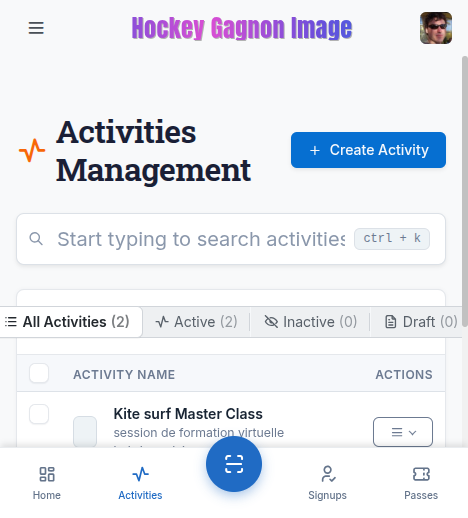 Hockey Gagnon Image
Activities
Management
+ Create Activity
Start typing to search activities
ctrl + k
All Activities (2)
Active (2)
Inactive (0)
Draft (0)
ACTIVITY NAME
ACTIONS
Kite surf Master Class
session de formation virtuelle
Home
Activities
Signups
Passes